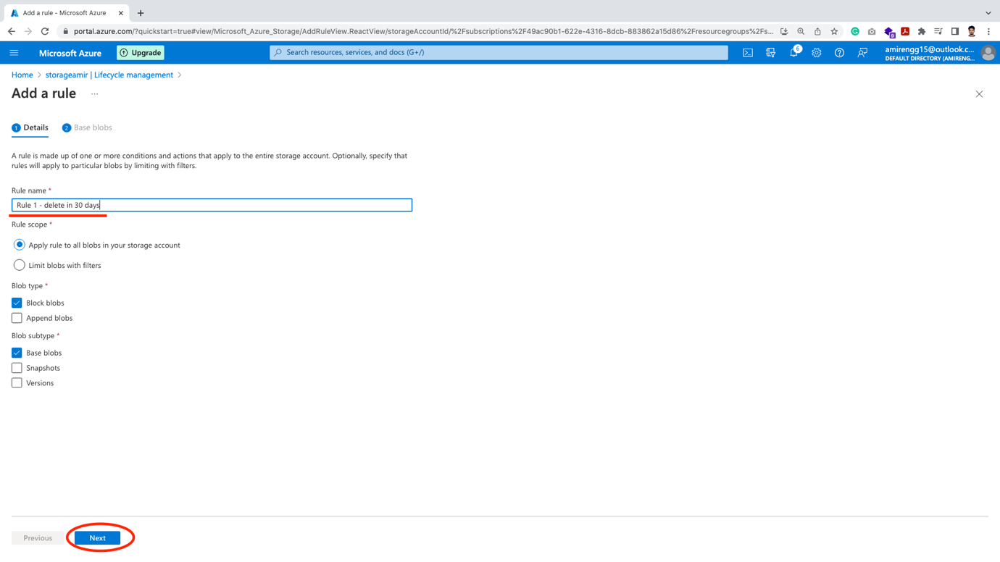 Add a rule - Microsoft Azure
portal.azure.com/?quickstart=true#view/Microsoft_Azure_Storage/AddRuleView.ReactView/storageAccountId/%2Fsubscriptions%2F49ac90b1-622e-4316-8dcb-883862a15d86%2Fresourcegroups%2Fs...
9
Microsoft Azure
Upgrade
Search resources, services, and docs (G+/)
6
amirengg15@outlook.c...
DEFAULT DIRECTORY (AMIRENG...
Home > storageamir | Lifecycle management >
Add a rule ...
1 Details
2 Base blobs
A rule is made up of one or more conditions and actions that apply to the entire storage account. Optionally, specify that
rules will apply to particular blobs by limiting with filters.
Rule name *
Rule 1 - delete in 30 days
Rule scope *
Apply rule to all blobs in your storage account
Limit blobs with filters
Blob type *
Block blobs
Append blobs
Blob subtype *
Base blobs
Snapshots
Versions
Previous
Next